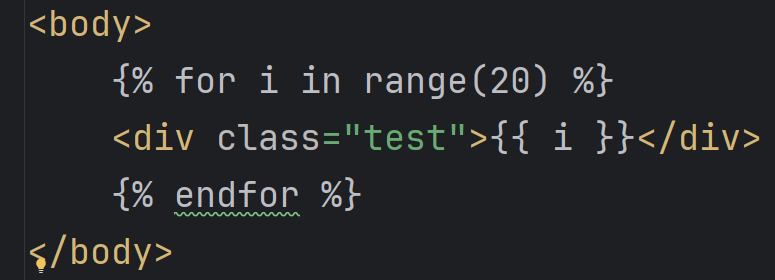 <body>
{% for i in range(20) %}
<div class="test">{{ i }}</div>
{% endfor %}
</body>